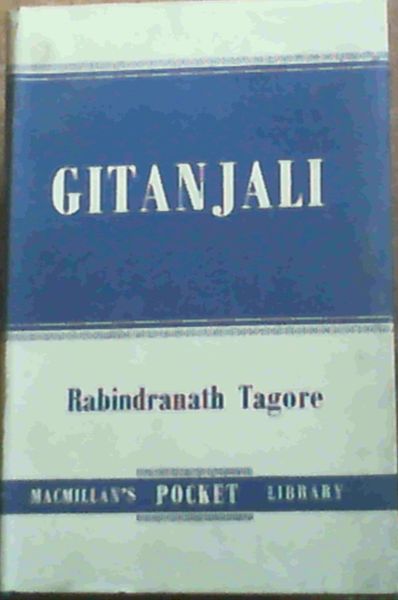 GITANJALI
Rabindranath Tagore
MACMILLAN'S POCKET LIBRARY